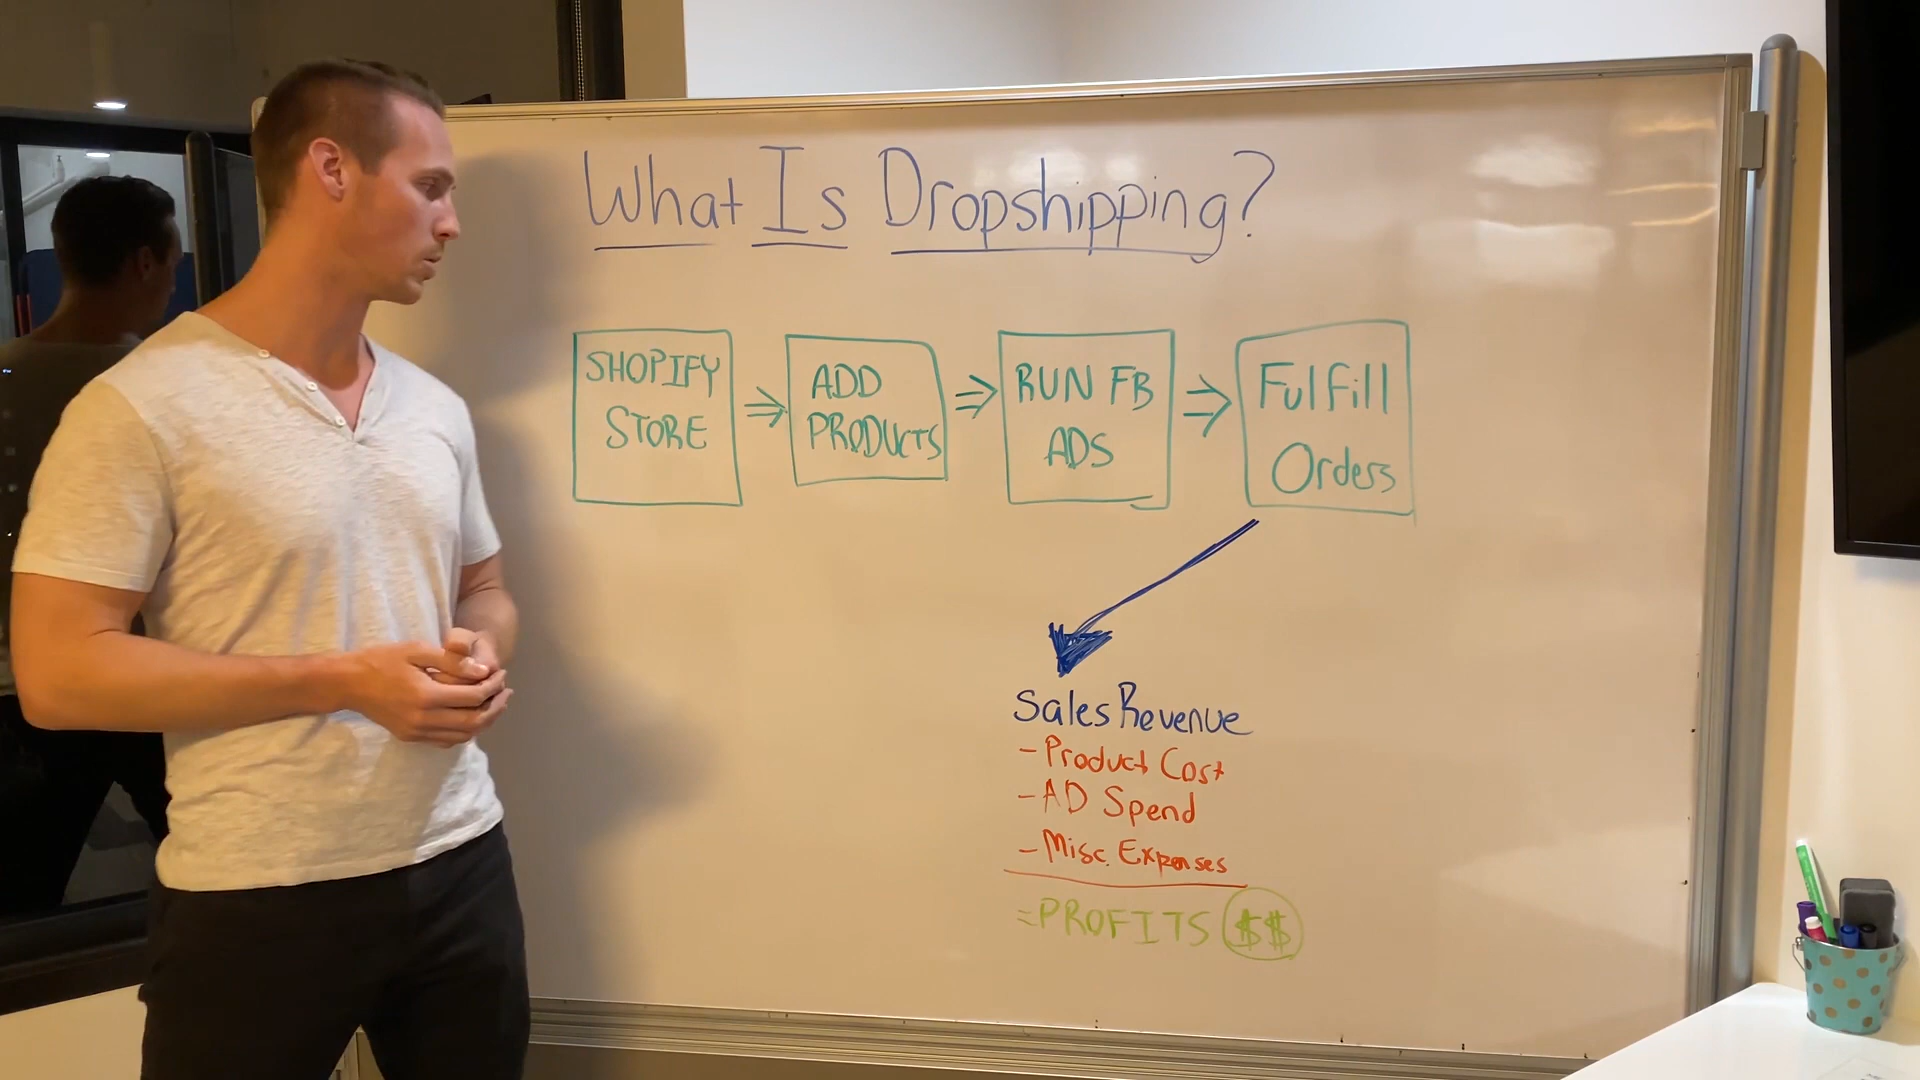 What Is Dropshipping?
SHOPIFY
STORE
⇒
ADD
PRODUCTS
⇒
RUN FB
ADS
⇒
Fulfill
Orders
Sales Revenue
- Product Cost
- AD Spend
- Misc. Expenses
= PROFITS $$